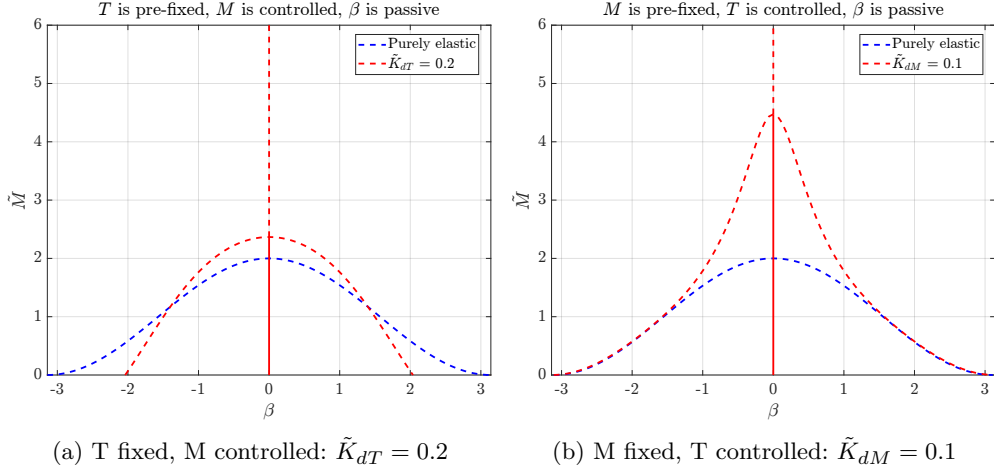 T is pre-fixed, M is controlled, β is passive
6
5
4
3
2
1
0
M̃
-3
-2
-1
0
1
2
3
β
Purely elastic
K̃dT = 0.2
(a) T fixed, M controlled: K̃dT = 0.2
M is pre-fixed, T is controlled, β is passive
6
5
4
3
2
1
0
M̃
-3
-2
-1
0
1
2
3
β
Purely elastic
K̃dM = 0.1
(b) M fixed, T controlled: K̃dM = 0.1